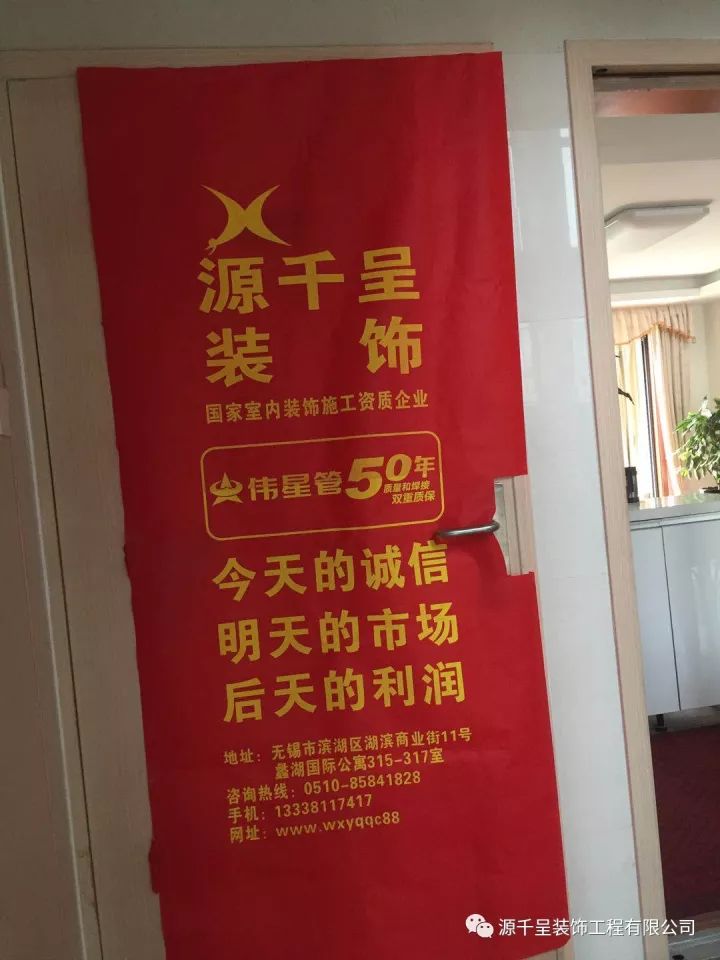 源千呈
装饰
国家室内装饰施工资质企业
伟星管50年
质量和焊接
双重质保
今天的诚信
明天的市场
后天的利润
地址：无锡市滨湖区湖滨商业街11号
蠡湖国际公寓315-317室
咨询热线：0510-85841828
手机：13338117417
网址：www.wxyqqc88
源千呈装饰工程有限公司